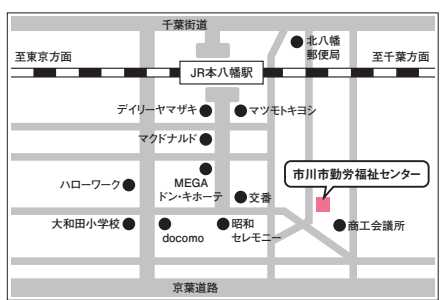 千葉街道
北八幡
郵便局
至東京方面
至千葉方面
JR本八幡駅
デイリーヤマザキ
マツモトキヨシ
マクドナルド
市川市勤労福祉センター
ハローワーク
MEGA
ドン・キホーテ
交番
大和田小学校
docomo
昭和
セレモニー
商工会議所
京葉道路